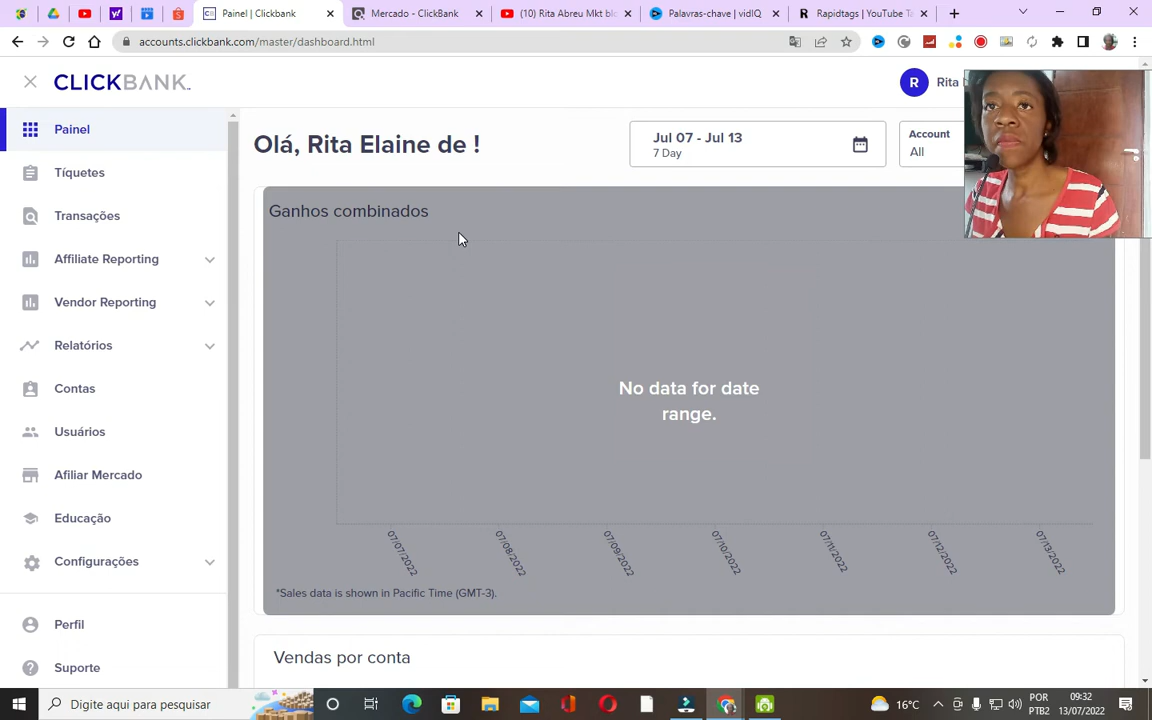 Painel | Clickbank
Mercado - ClickBank
(10) Rita Abreu Mkt blo
Palavras-chave | vidIQ
Rapidtags | YouTube Ta
accounts.clickbank.com/master/dashboard.html
CLICKBANK
R Rita
Painel
Tíquetes
Transações
Affiliate Reporting
Vendor Reporting
Relatórios
Contas
Usuários
Afiliar Mercado
Educação
Configurações
Perfil
Suporte
Olá, Rita Elaine de !
Jul 07 - Jul 13
7 Day
Account
All
Ganhos combinados
No data for date
range.
07/07/2022
07/08/2022
07/09/2022
07/10/2022
07/11/2022
07/12/2022
07/13/2022
*Sales data is shown in Pacific Time (GMT-3).
Vendas por conta
Digite aqui para pesquisar
16°C
POR
PTB2
09:32
13/07/2022